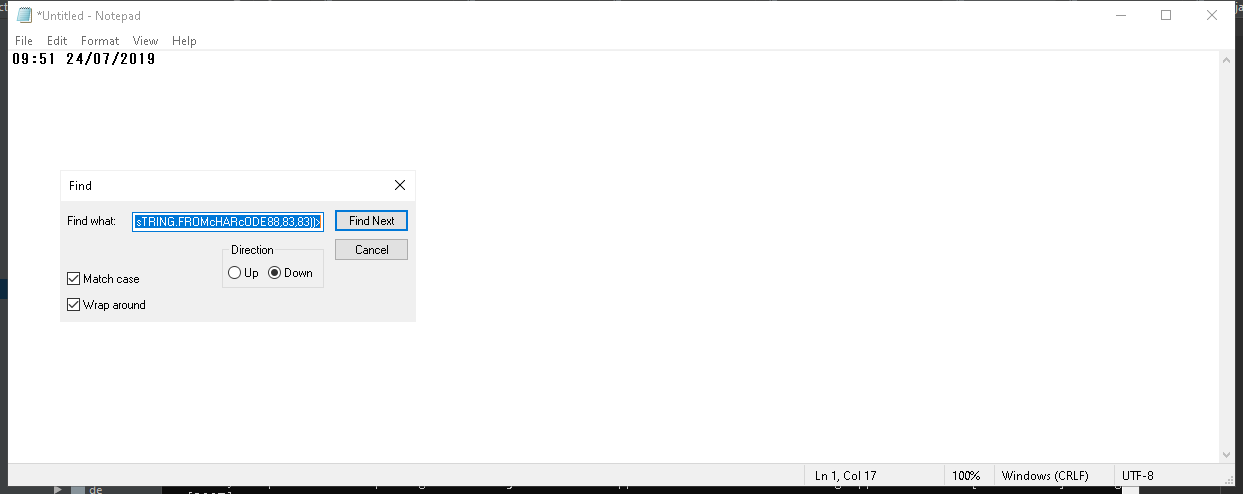 *Untitled - Notepad
File Edit Format View Help
09:51 24/07/2019
Find
Find what: sTRING.FROMcHARcODE88,83,83))> Find Next
Direction Cancel
Up Down
Match case
Wrap around
Ln 1, Col 17 100% Windows (CRLF) UTF-8
de